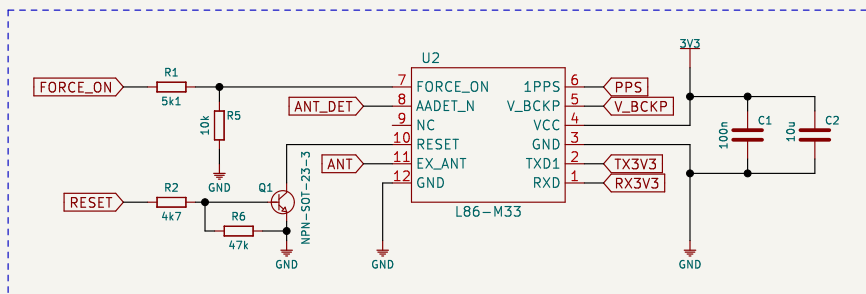 3V3
U2
R1
FORCE_ON
5k1
7
FORCE_ON
1PPS
6
PPS
ANT_DET
8
AADET_N
V_BCKP
5
V_BCKP
R5
10k
9
NC
VCC
4
C1
100n
C2
10u
10
RESET
GND
3
ANT
11
EX_ANT
TXD1
2
TX3V3
GND
12
GND
RXD
1
RX3V3
R2
RESET
4k7
Q1
NPN-SOT-23-3
L86-M33
R6
47k
GND
GND
GND